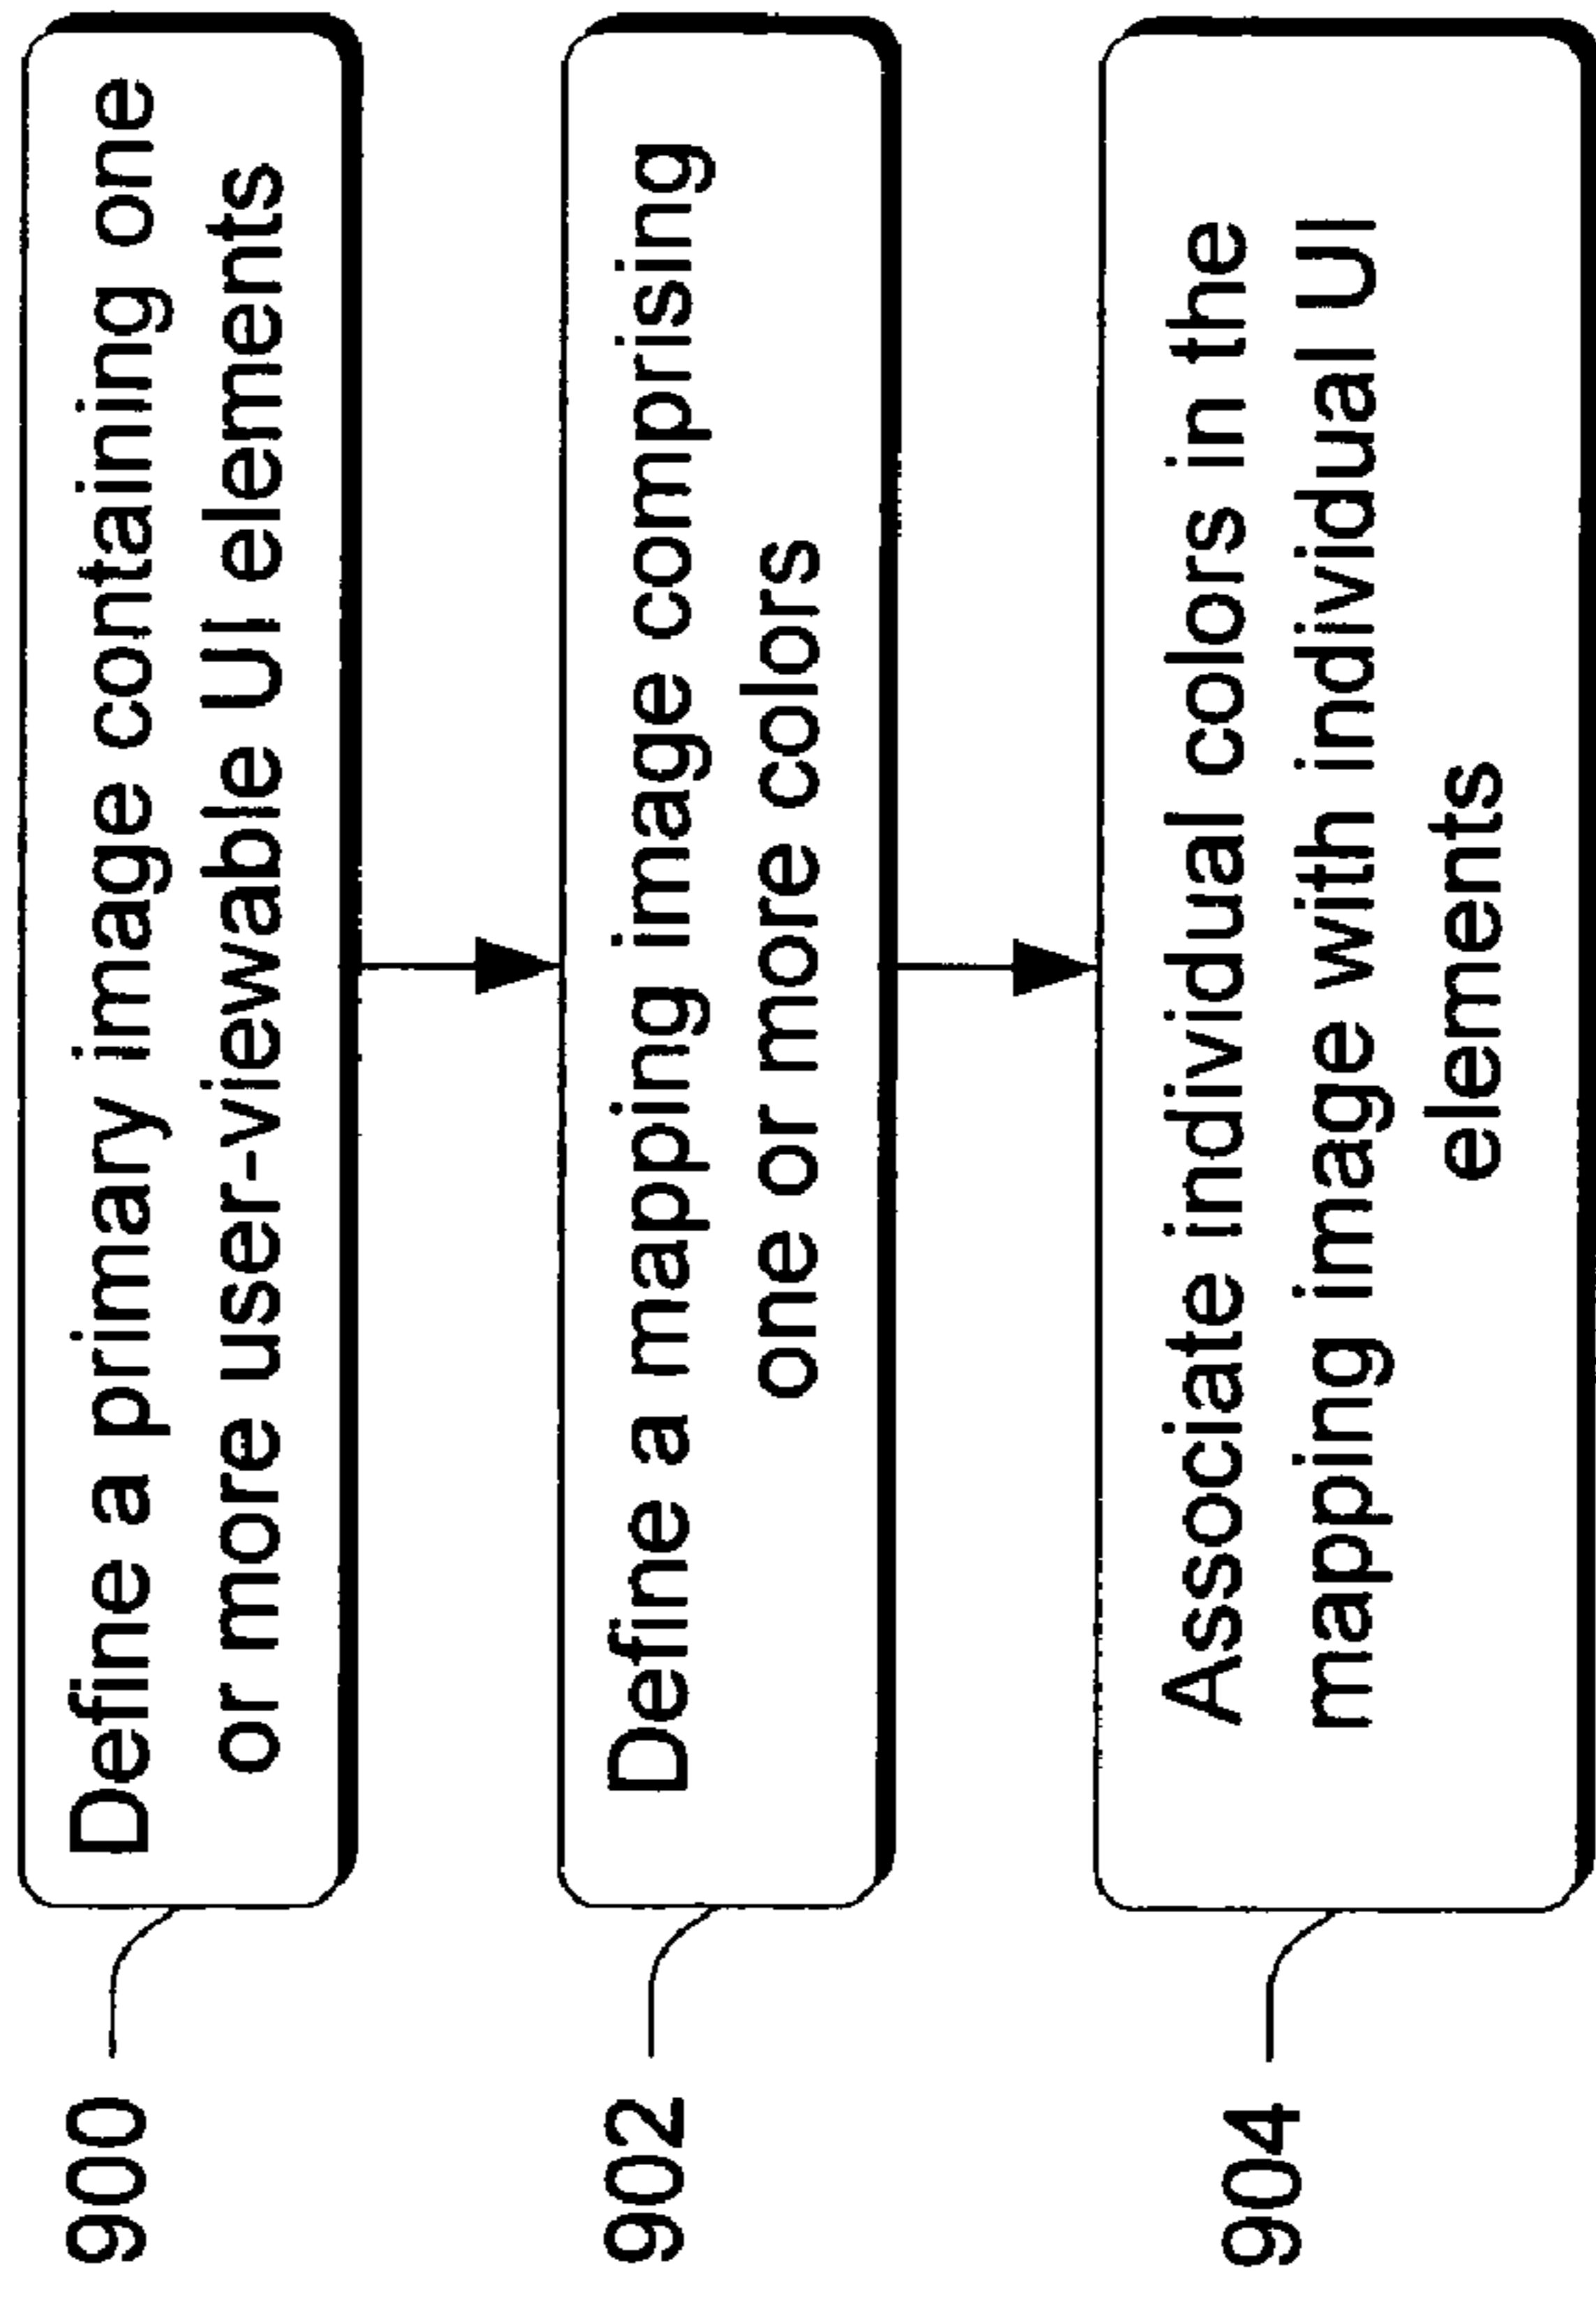 900
Define a primary image containing one
or more user-viewable UI elements
902
Define a mapping image comprising
one or more colors
904
Associate individual colors in the
mapping image with individual UI
elements